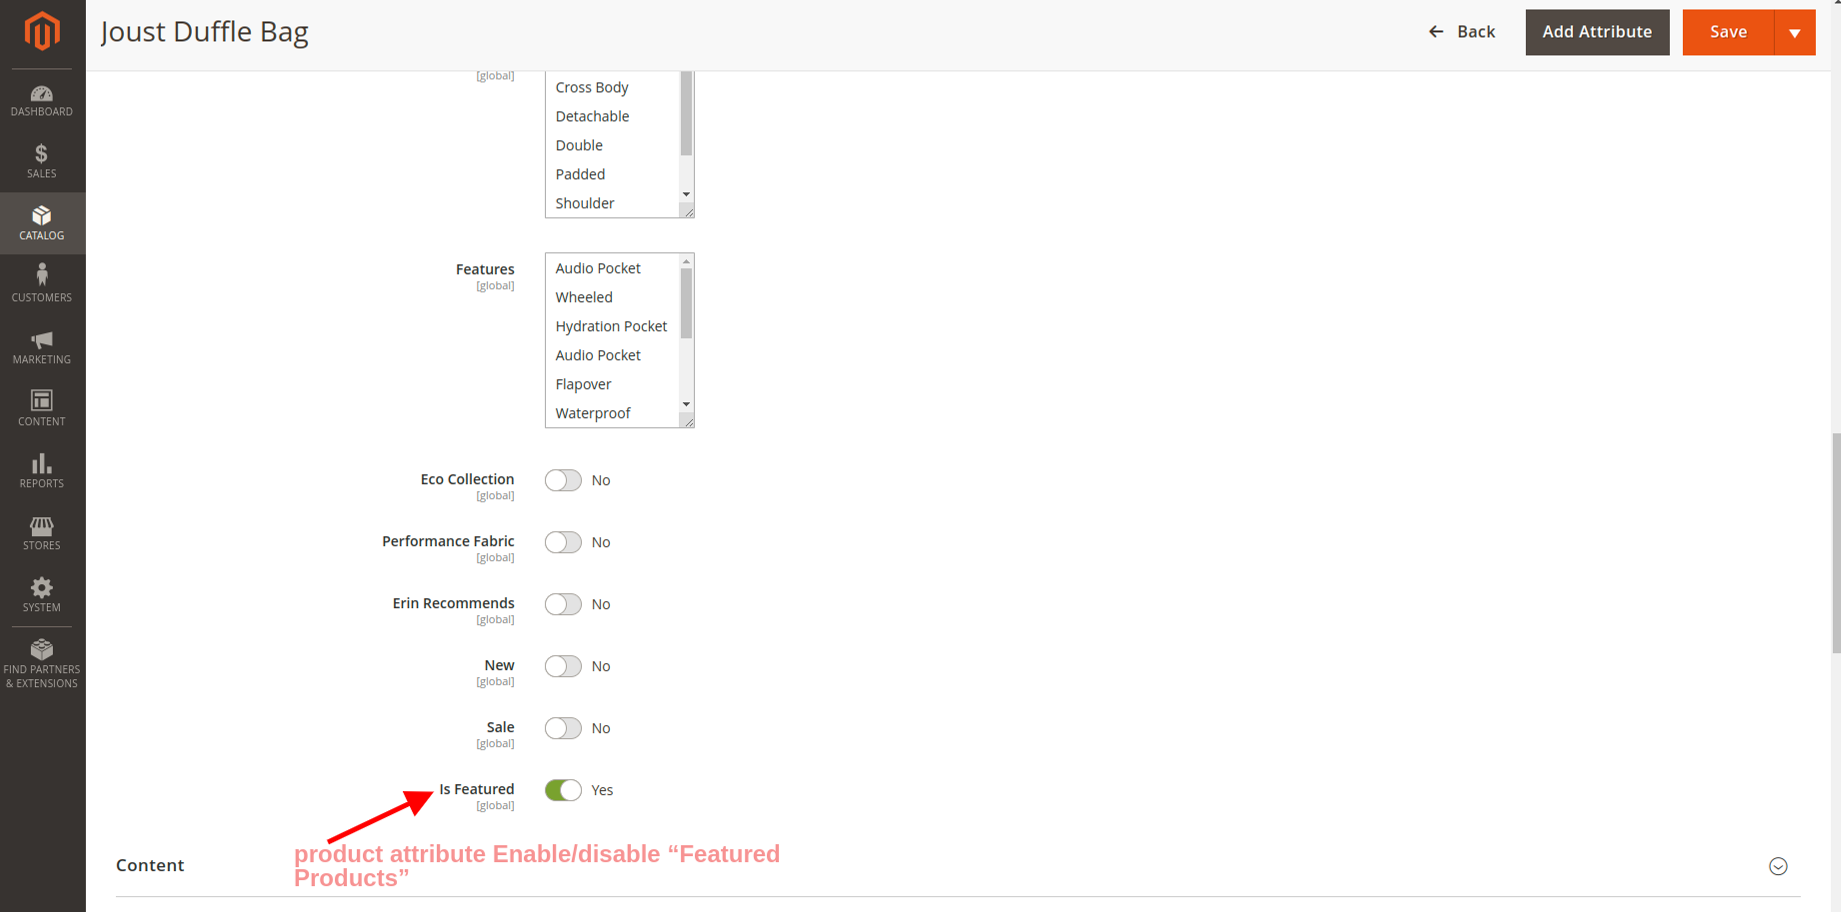 Joust Duffle Bag
Back
Add Attribute
Save
DASHBOARD
SALES
CATALOG
CUSTOMERS
MARKETING
CONTENT
REPORTS
STORES
SYSTEM
FIND PARTNERS
& EXTENSIONS
[global]
Cross Body
Detachable
Double
Padded
Shoulder
Features
[global]
Audio Pocket
Wheeled
Hydration Pocket
Audio Pocket
Flapover
Waterproof
Eco Collection
[global]
No
Performance Fabric
[global]
No
Erin Recommends
[global]
No
New
[global]
No
Sale
[global]
No
Is Featured
[global]
Yes
product attribute Enable/disable “Featured
Products”
Content